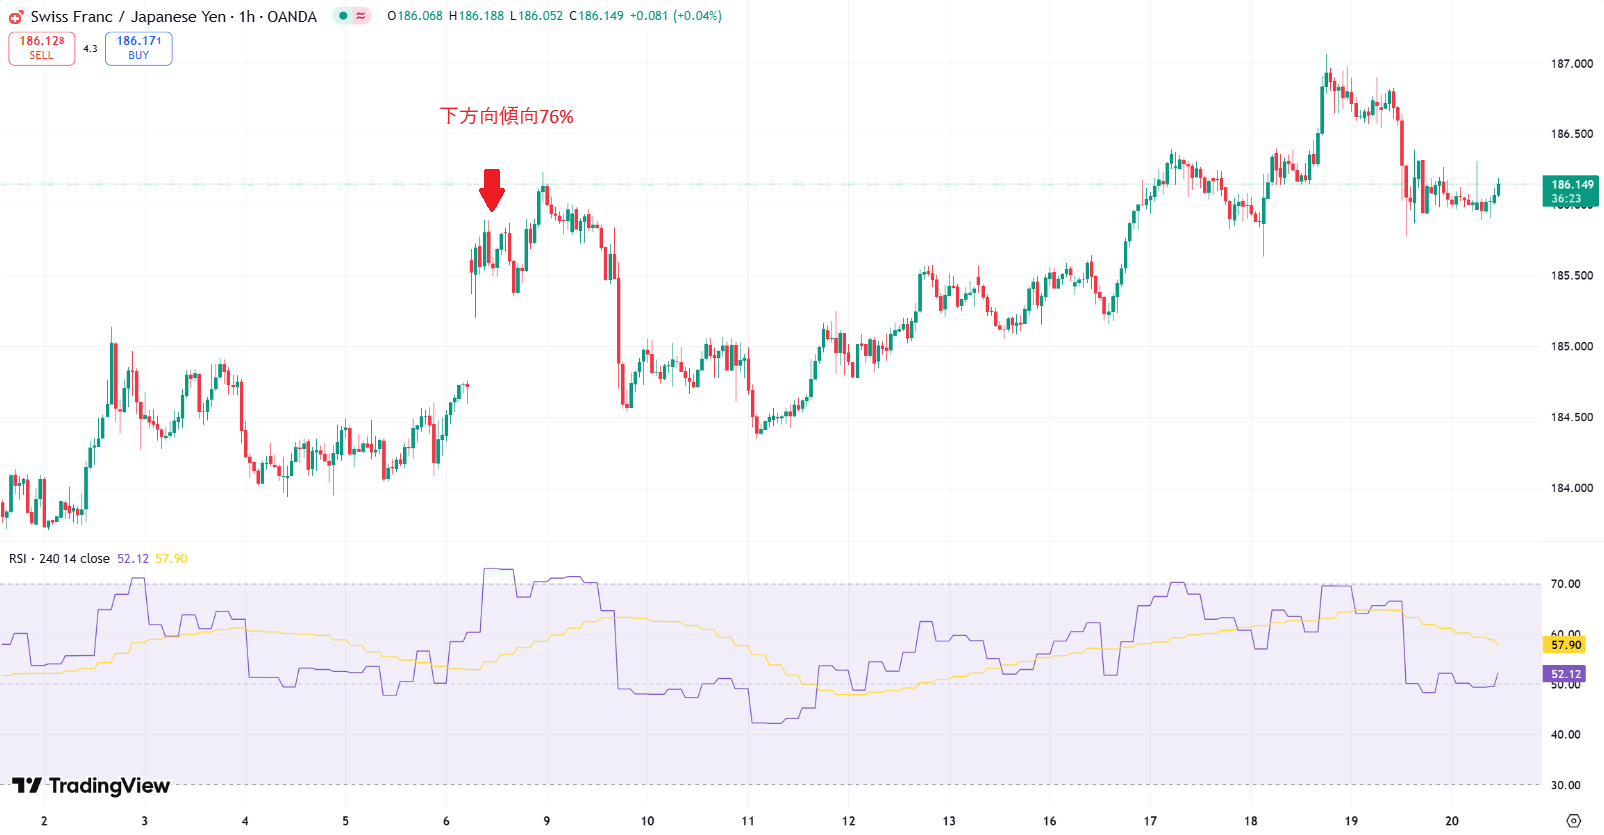 Swiss Franc / Japanese Yen · 1h · OANDA
O186.068 H186.188 L186.052 C186.149 +0.081 (+0.04%)
186.128 SELL
4.3
186.171 BUY
下方向傾向76%
187.000
186.500
186.149
36:23
186.000
185.500
185.000
184.500
184.000
RSI · 240 14 close 52.12 57.90
70.00
60.00
57.90
52.12
50.00
40.00
30.00
TradingView
2 3 4 5 6 9 10 11 12 13 16 17 18 19 20